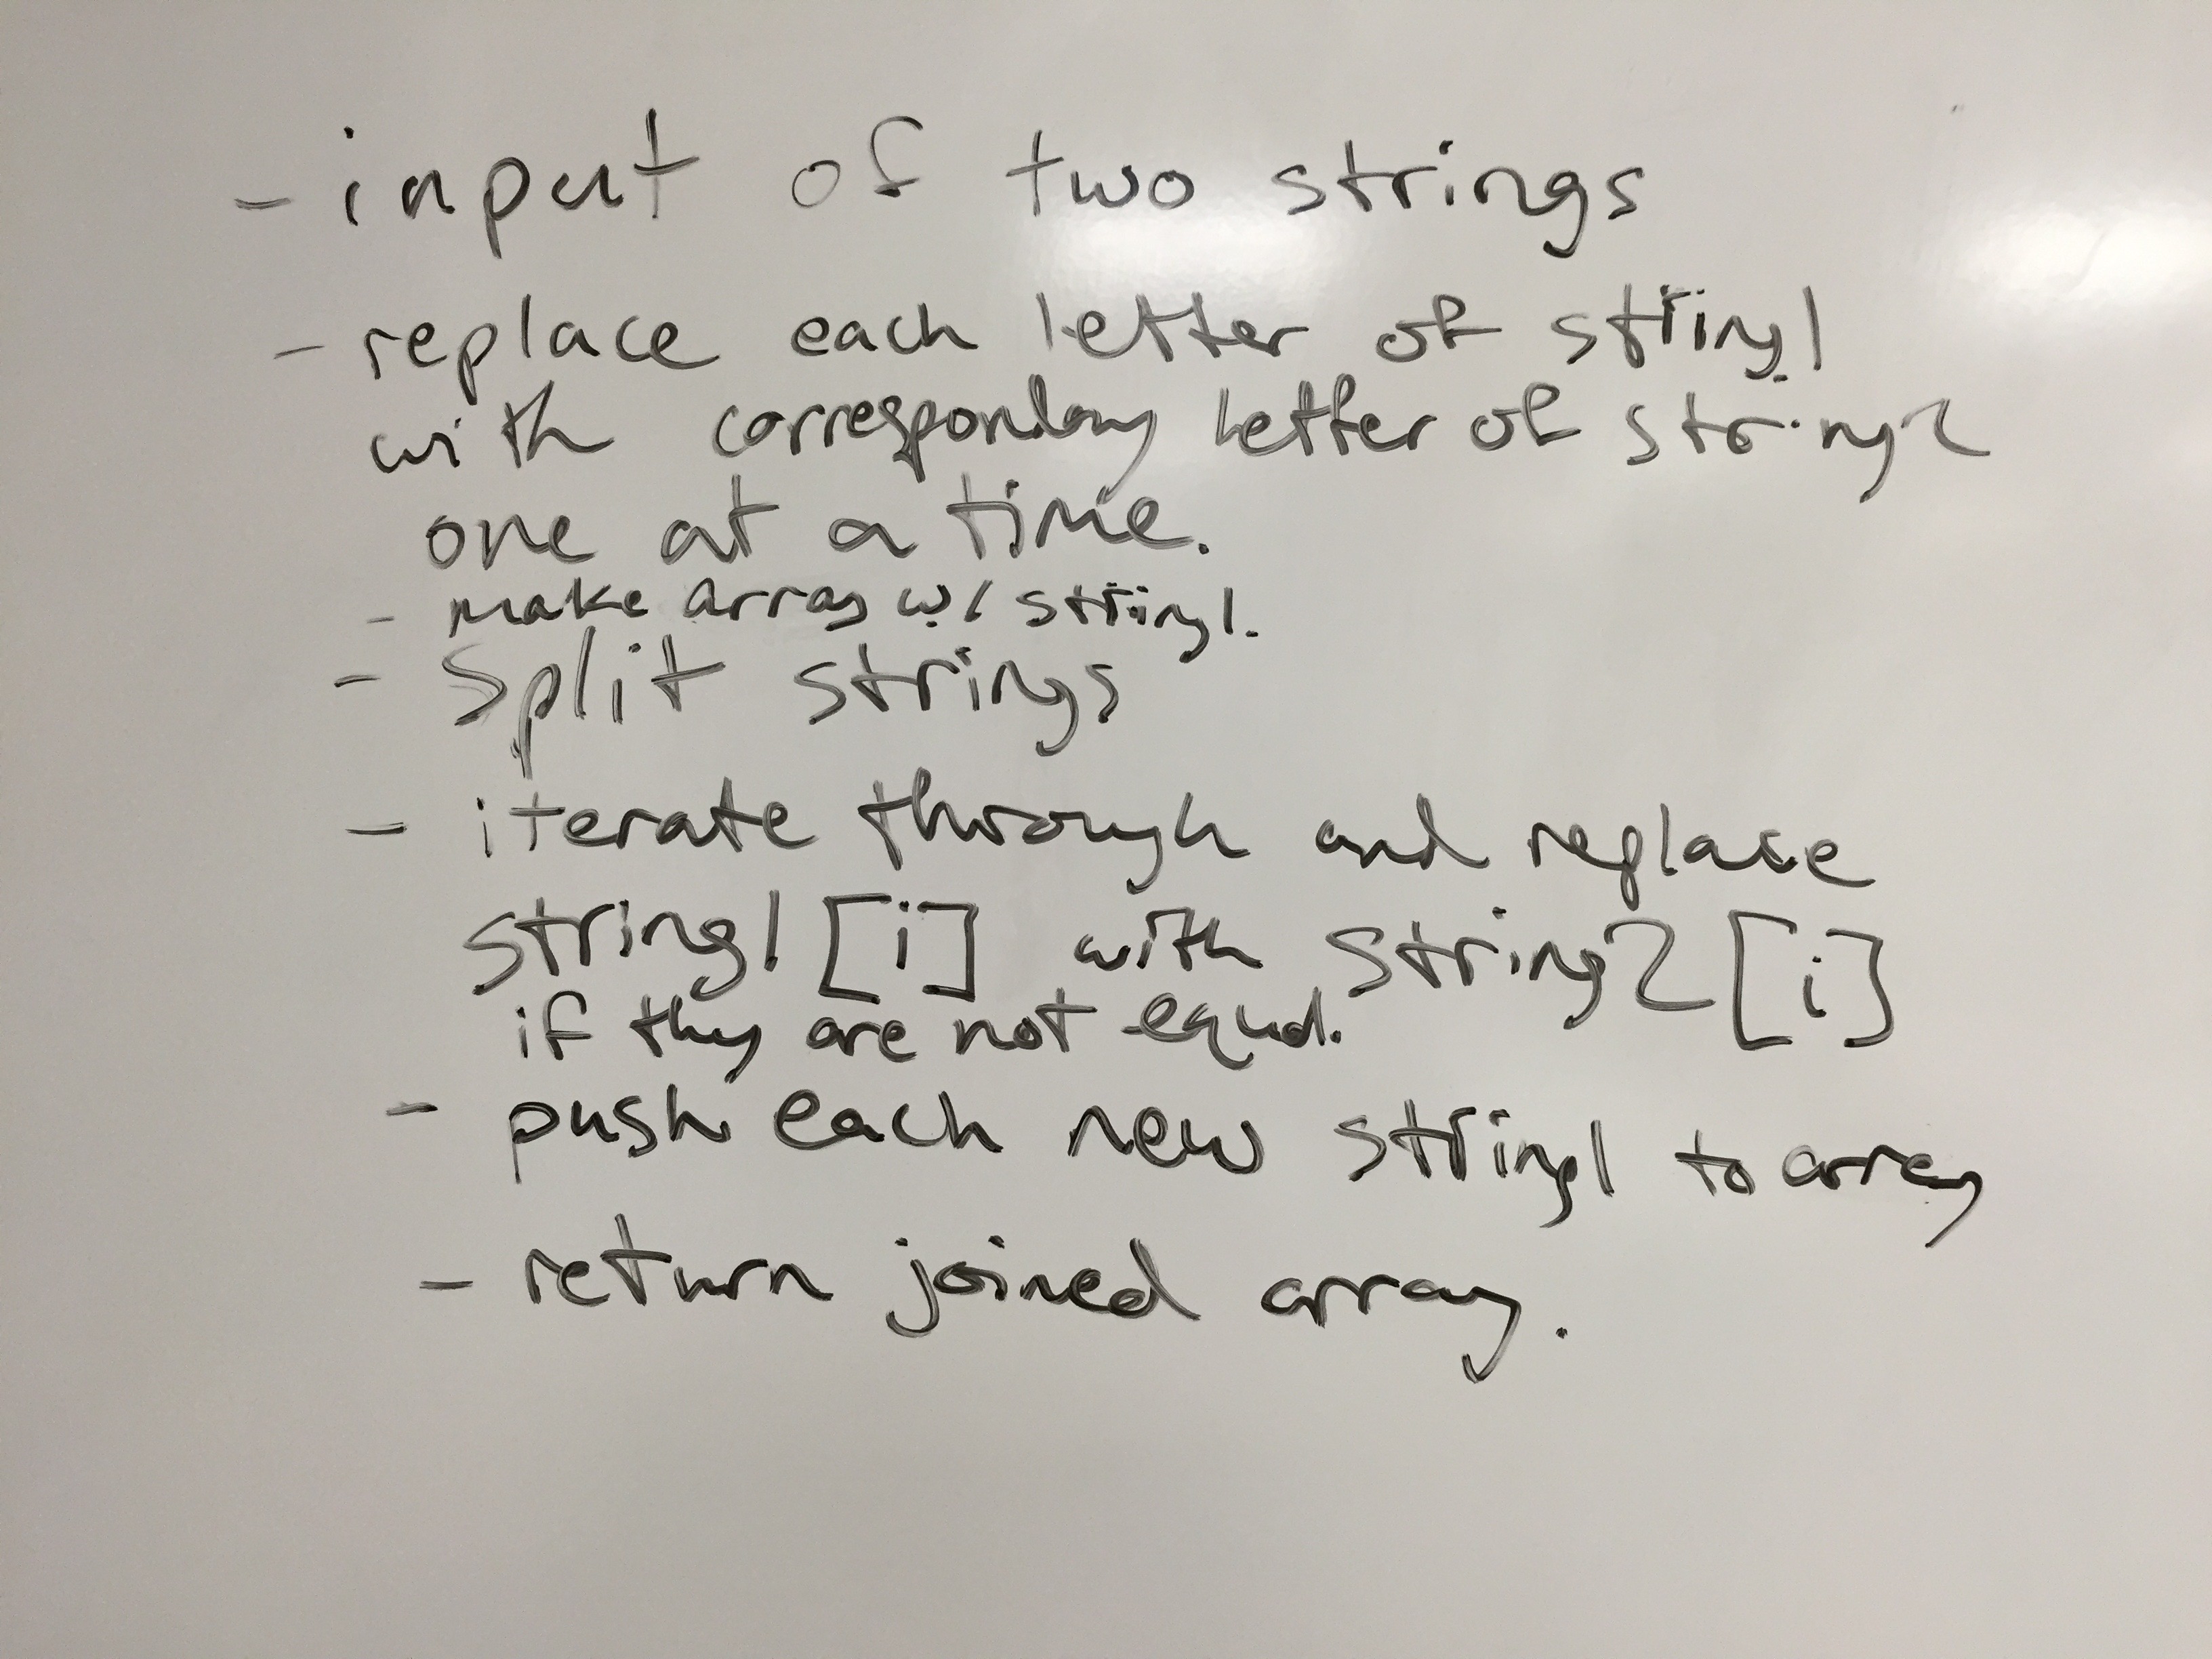 - input of two strings
- replace each letter of string1
with corresponding letter of string2
one at a time.
- make array w/ string1.
- Split strings
- iterate through and replace
string1[i] with string2[i]
if they are not equal.
- push each new string1 to array
- return joined array.